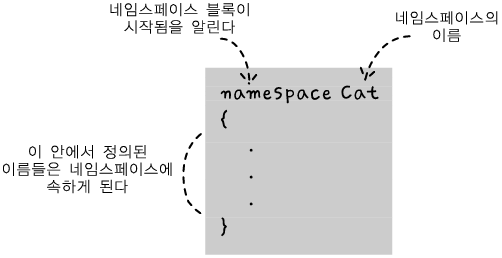 네임스페이스 블록이
시작됨을 알린다
네임스페이스의
이름
namespace Cat
{
이 안에서 정의된
이름들은 네임스페이스에
속하게 된다
.
.
.
}